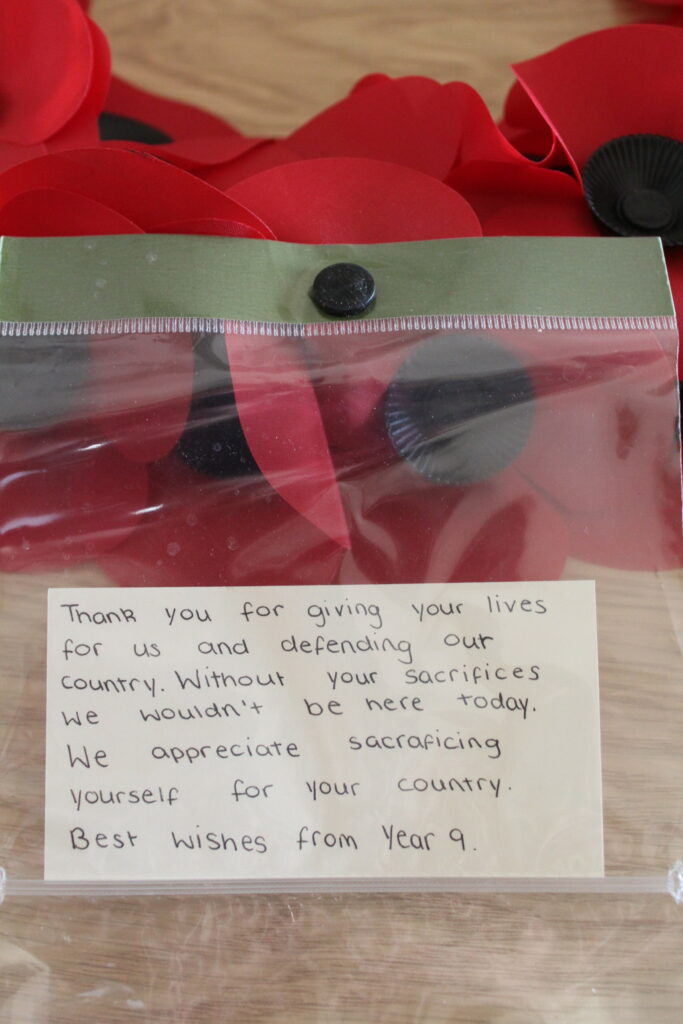 Thank you for giving your lives
for us and defending our
country. Without your sacrifices
we wouldn't be here today.
We appreciate sacraficing
yourself for your country.
Best wishes from Year 9.